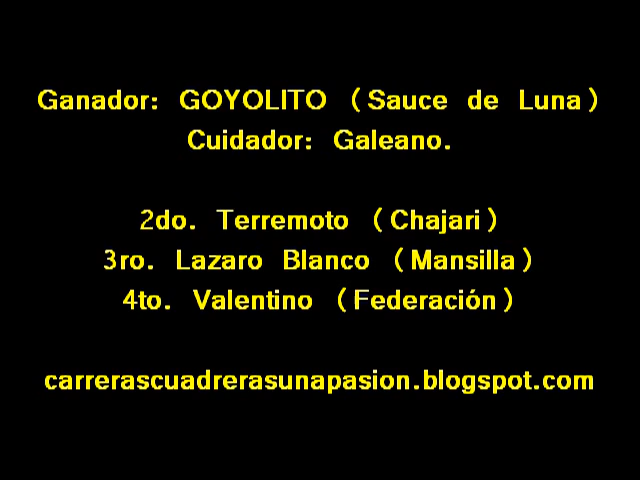 Ganador: GOYOLITO (Sauce de Luna)
Cuidador: Galeano.
2do. Terremoto (Chajari)
3ro. Lazaro Blanco (Mansilla)
4to. Valentino (Federación)
carrerascuadrerasunapasion.blogspot.com